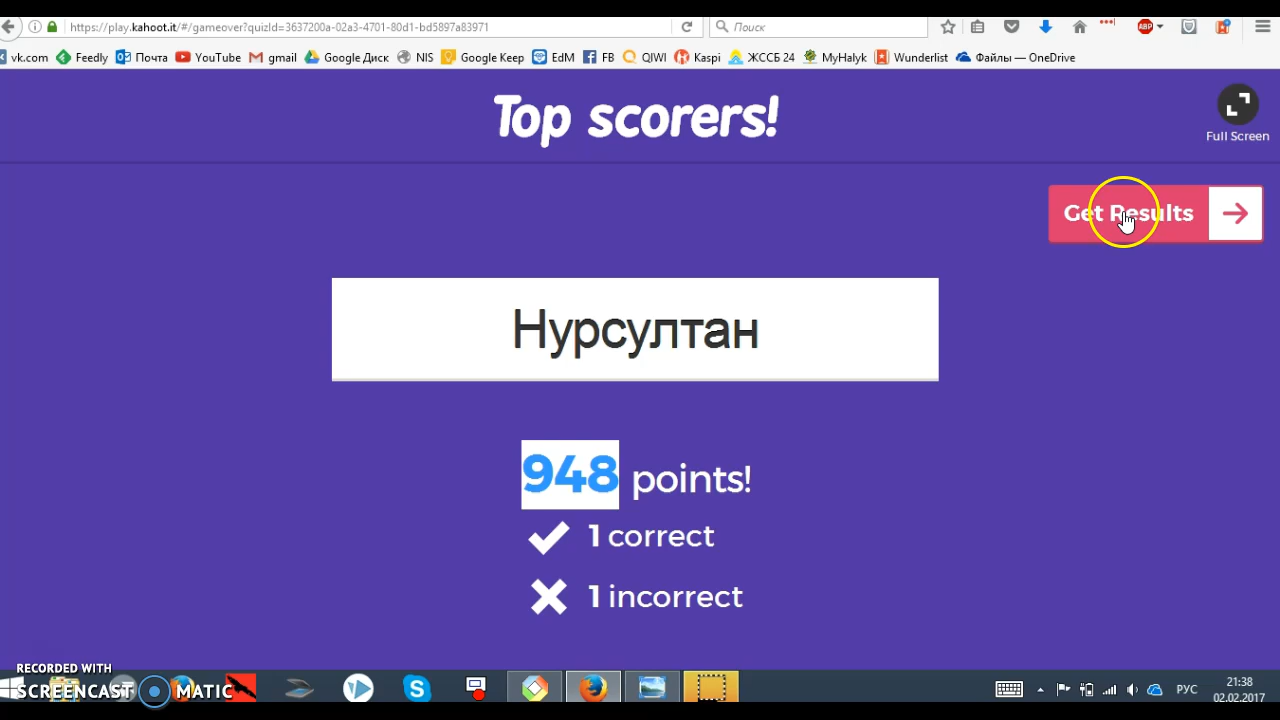 https://play.kahoot.it/#/gameover?quizId=3637200a-02a3-4701-80d1-bd5897a83971
Поиск
ABP
vk.com Feedly Почта YouTube gmail Google Диск NIS Google Keep EdM FB QIWI Kaspi ЖССБ 24 MyHalyk Wunderlist Файлы — OneDrive
Top scorers!
Full Screen
Get Results
Нурсултан
948 points!
1 correct
1 incorrect
RECORDED WITH
SCREENCAST MATIC
РУС
21:38
02.02.2017